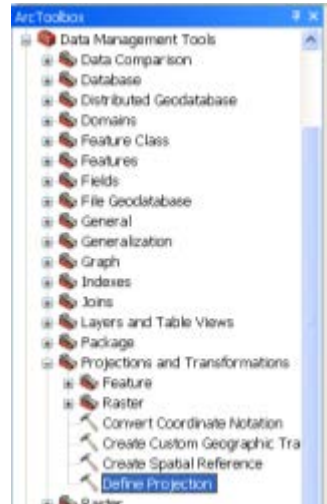 ArcToolbox
Data Management Tools
Data Comparison
Database
Distributed Geodatabase
Domains
Feature Class
Features
Fields
File Geodatabase
General
Generalization
Graph
Indexes
Joins
Layers and Table Views
Package
Projections and Transformations
Feature
Raster
Convert Coordinate Notation
Create Custom Geographic Tra
Create Spatial Reference
Define Projection
Raster